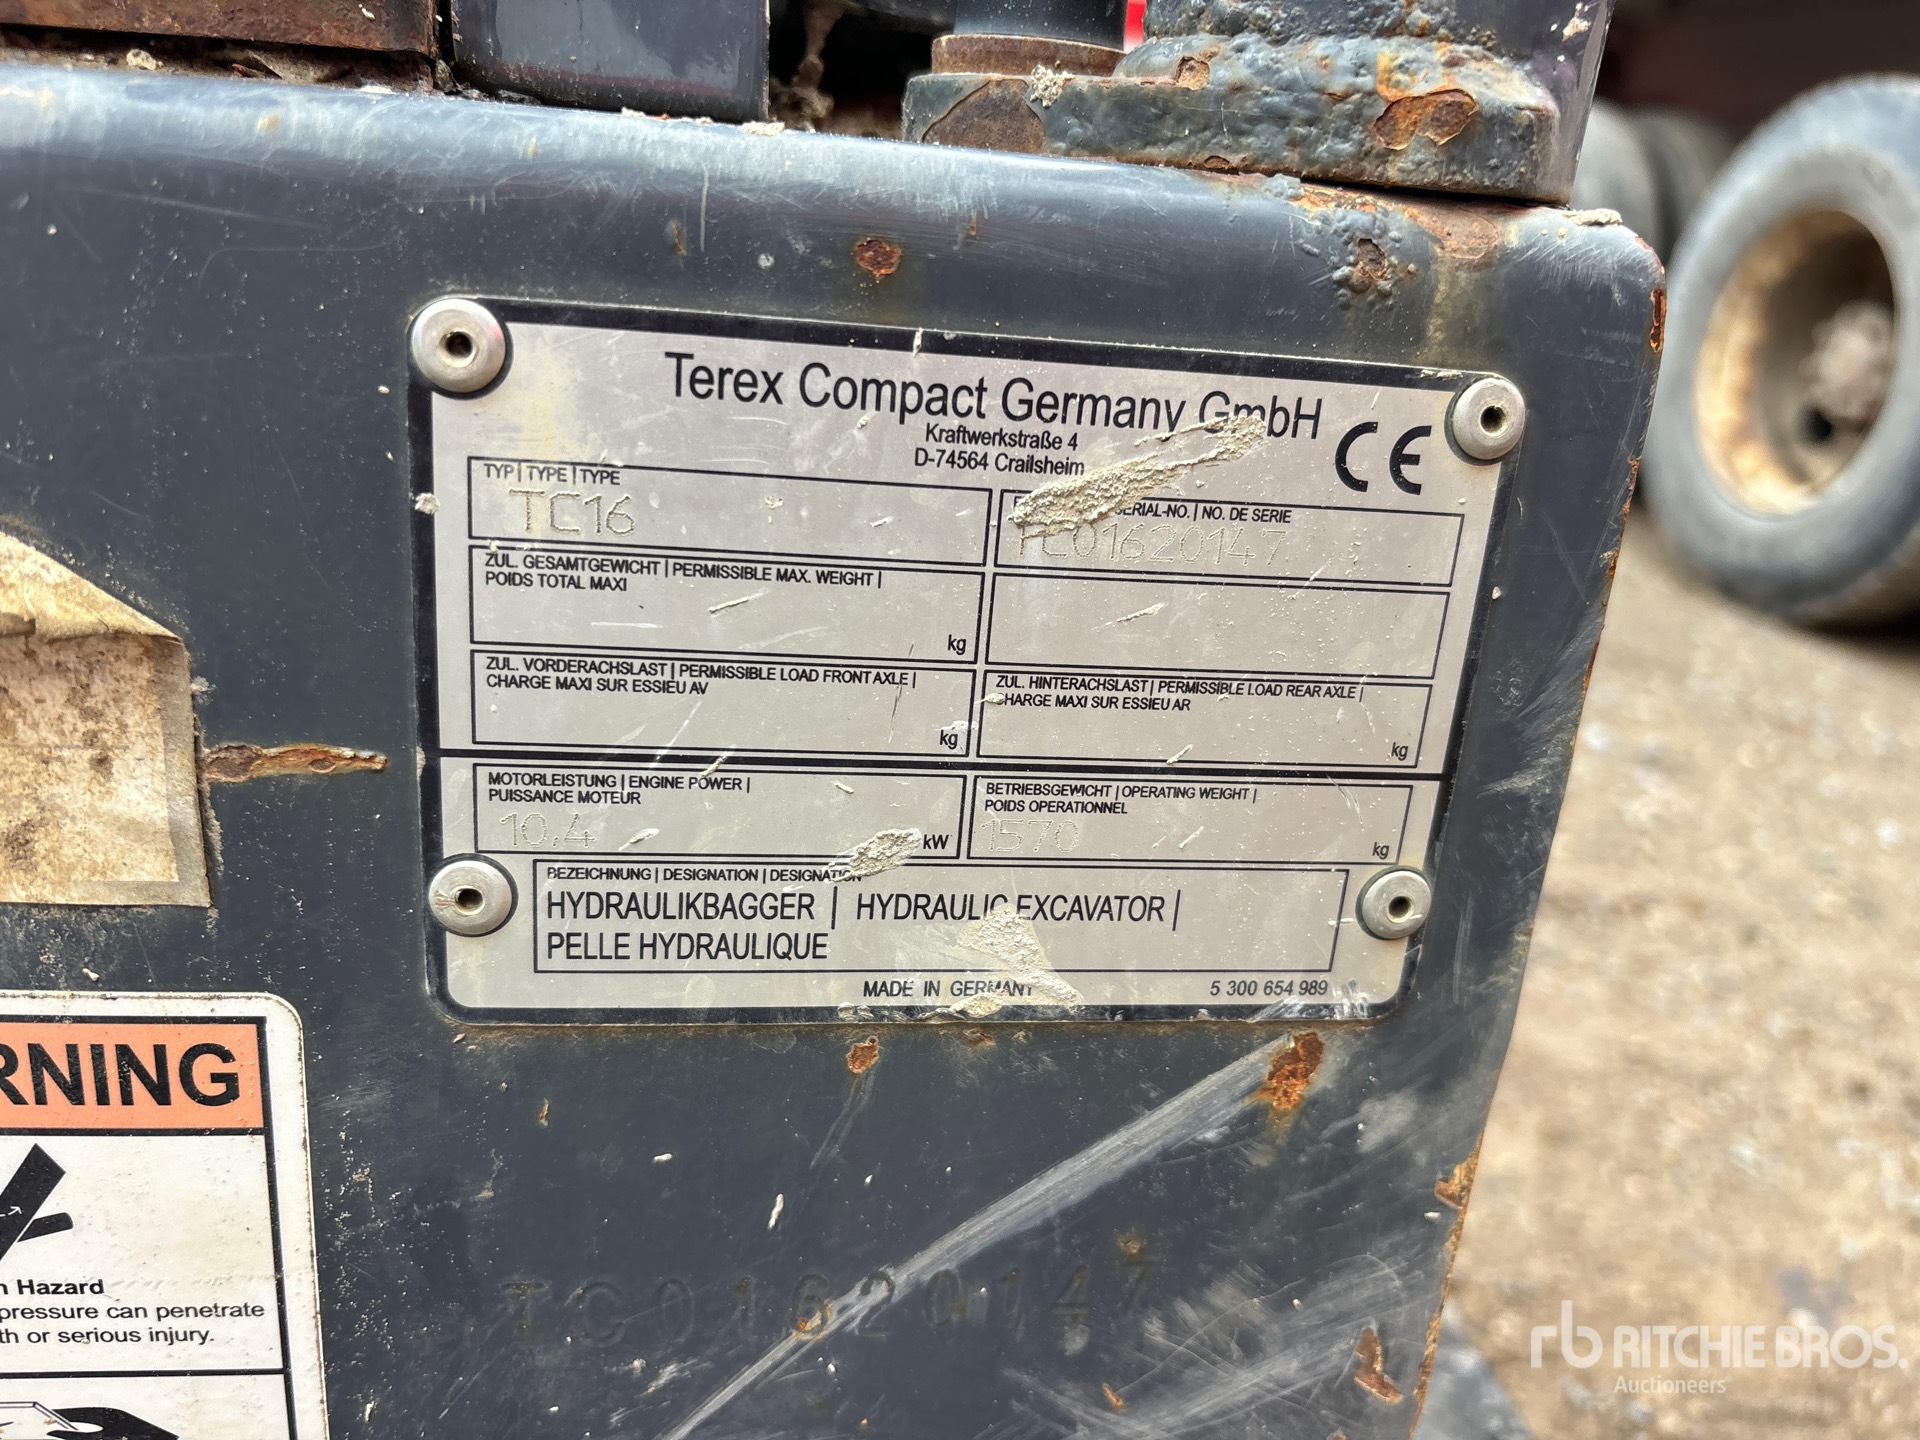 Terex Compact Germany GmbH
Kraftwerkstraße 4
D-74564 Crailsheim
CE
TYP | TYPE | TYPE
TC16
SERIAL-NO. | NO. DE SERIE
TC01620147
ZUL. GESAMTGEWICHT | PERMISSIBLE MAX. WEIGHT |
POIDS TOTAL MAXI
kg
ZUL. VORDERACHSLAST | PERMISSIBLE LOAD FRONT AXLE |
CHARGE MAXI SUR ESSIEU AV
kg
ZUL. HINTERACHSLAST | PERMISSIBLE LOAD REAR AXLE |
CHARGE MAXI SUR ESSIEU AR
kg
MOTORLEISTUNG | ENGINE POWER |
PUISSANCE MOTEUR
10,4 kW
BETRIEBSGEWICHT | OPERATING WEIGHT |
POIDS OPERATIONNEL
1570 kg
BEZEICHNUNG | DESIGNATION | DESIGNATION
HYDRAULIKBAGGER | HYDRAULIC EXCAVATOR |
PELLE HYDRAULIQUE
MADE IN GERMANY 5 300 654 989
RNING
n Hazard
pressure can penetrate
th or serious injury.
TC01620147
rb RITCHIE BROS.
Auctioneers